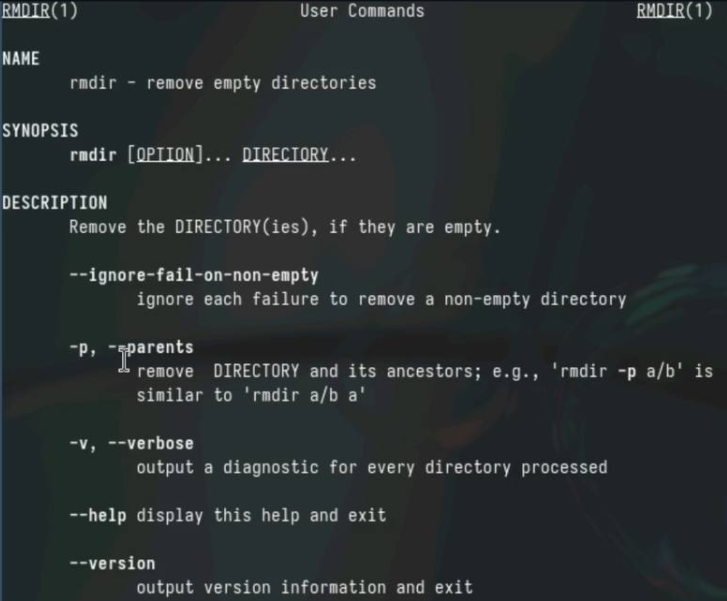 RMDIR(1) User Commands RMDIR(1)
NAME
rmdir - remove empty directories
SYNOPSIS
rmdir [OPTION]... DIRECTORY...
DESCRIPTION
Remove the DIRECTORY(ies), if they are empty.
--ignore-fail-on-non-empty
ignore each failure to remove a non-empty directory
-p, --parents
remove  DIRECTORY and its ancestors; e.g., 'rmdir -p a/b' is
similar to 'rmdir a/b a'
-v, --verbose
output a diagnostic for every directory processed
--help display this help and exit
--version
output version information and exit